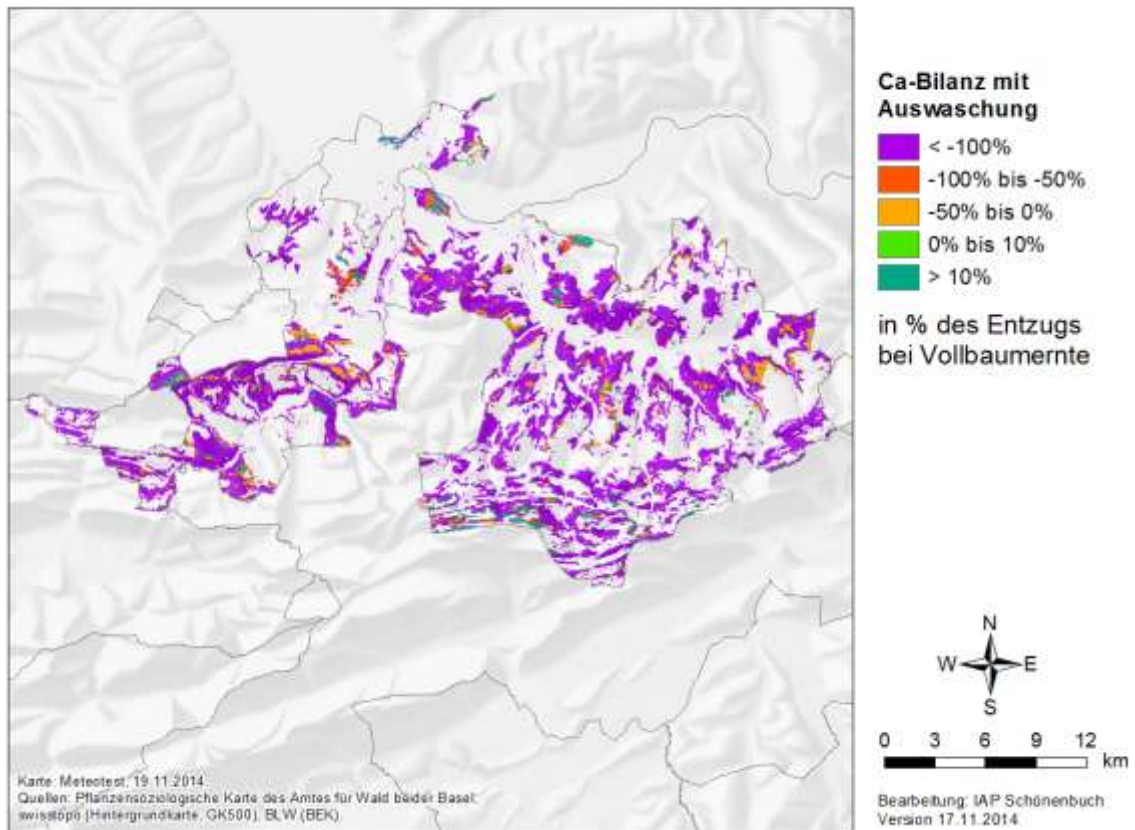 Ca-Bilanz mit
Auswaschung
< -100%
-100% bis -50%
-50% bis 0%
0% bis 10%
> 10%
in % des Entzugs
bei Vollbaumernte
N
W E
S
0 3 6 9 12
km
Karte: Meteotest, 19.11.2014
Quellen: Pflanzensoziologische Karte des Amtes für Wald beider Basel;
swisstopo (Hintergrundkarte, GK500), BLW (BEK)
Bearbeitung: IAP Schönenbuch
Version 17.11.2014